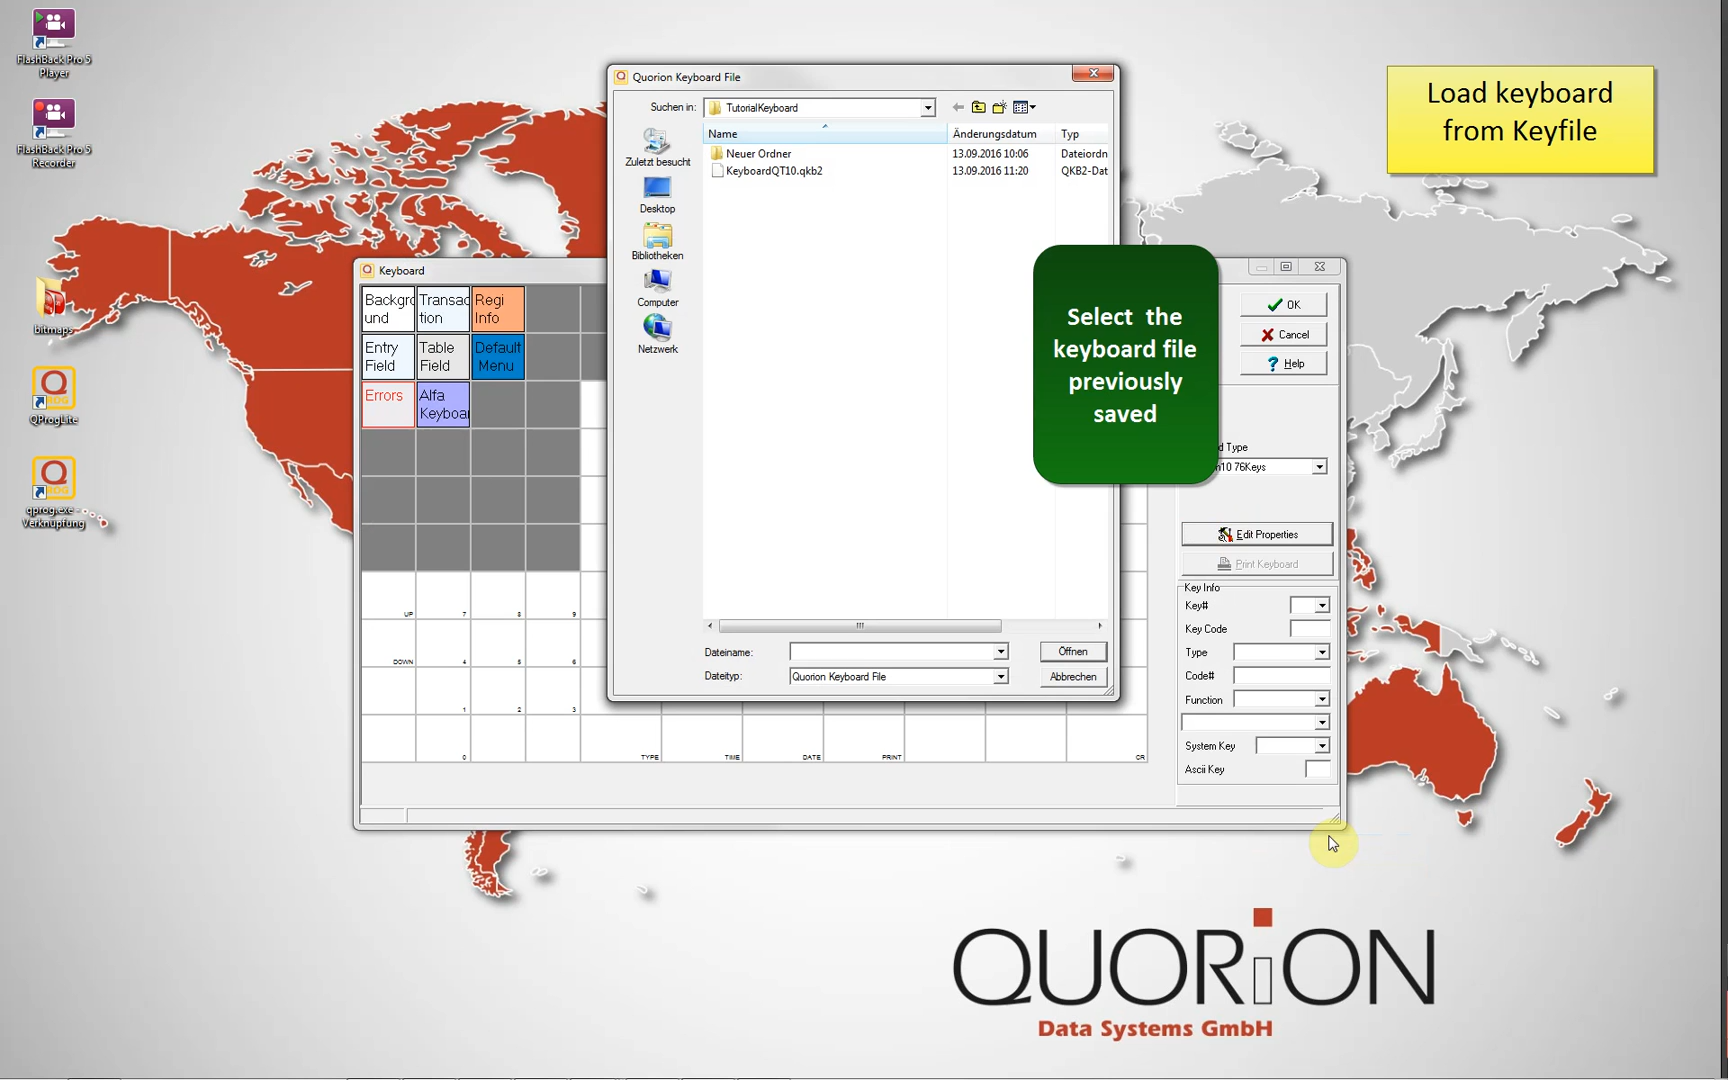 FlashBack Pro 5
Player
FlashBack Pro 5
Recorder
bitmaps
QProgLite
qprog.exe -
Verknüpfung
Load keyboard
from Keyfile
Quorion Keyboard File
Suchen in:
TutorialKeyboard
Name
Änderungsdatum
Typ
Neuer Ordner
13.09.2016 10:06
Dateiordn
KeyboardQT10.qkb2
13.09.2016 11:20
QKB2-Dat
Zuletzt besucht
Desktop
Bibliotheken
Computer
Netzwerk
Dateiname:
Öffnen
Dateityp:
Quorion Keyboard File
Abbrechen
Select the
keyboard file
previously
saved
Keyboard
Backgro
und
Transac
tion
Regi
Info
Entry
Field
Table
Field
Default
Menu
Errors
Alfa
Keyboar
UP 7 8 9
DOWN 4 5 6
1 2 3
0 TYPE TIME DATE PRINT CR
OK
Cancel
Help
d Type
10 76Keys
Edit Properties
Print Keyboard
Key Info
Key#
Key Code
Type
Code#
Function
System Key
Ascii Key
QUORiON
Data Systems GmbH